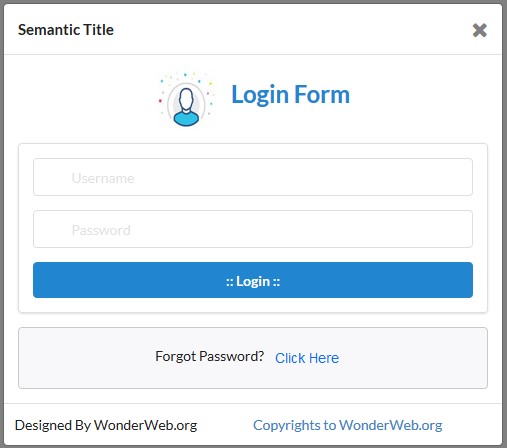 Semantic Title
Login Form
Username
Password
:: Login ::
Forgot Password? Click Here
Designed By WonderWeb.org Copyrights to WonderWeb.org